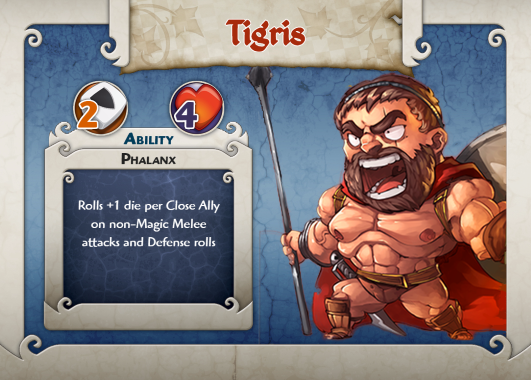 Tigris
2
4
Ability
Phalanx
Rolls +1 die per Close Ally
on non-Magic Melee
attacks and Defense rolls